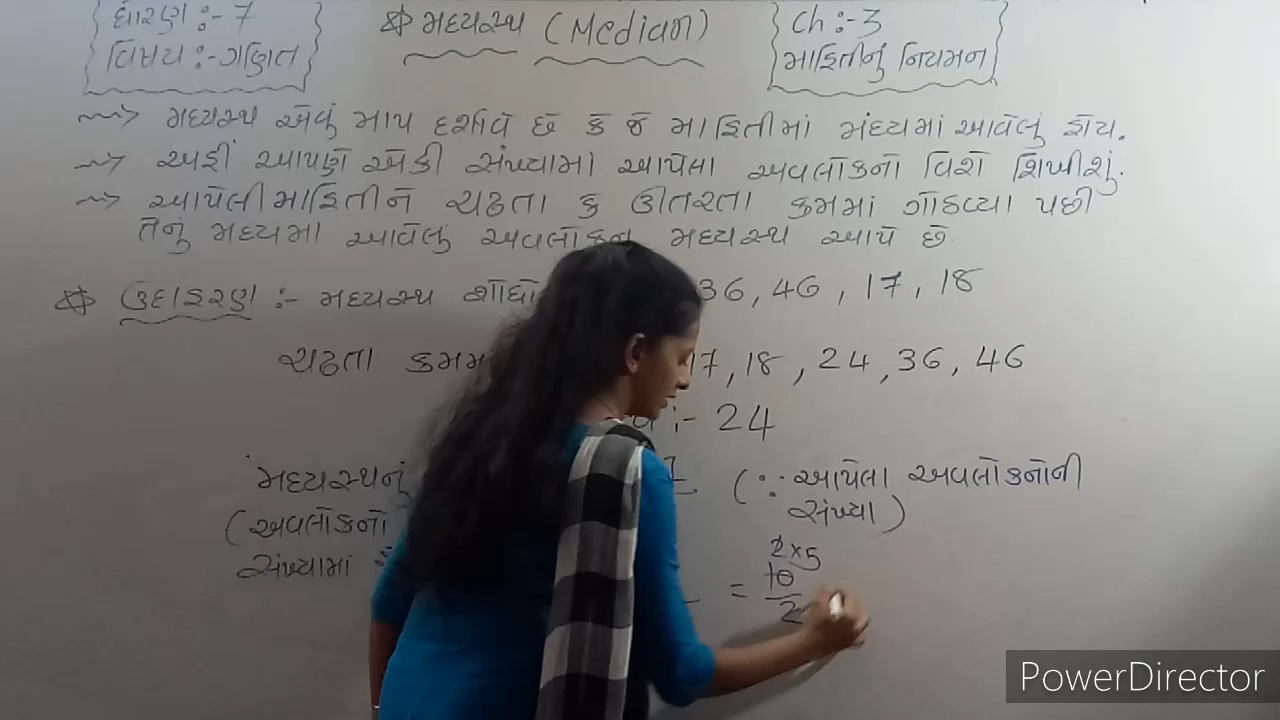 ધોરણ :- 7
વિષય :- ગણિત
મધ્યસ્થ (Median)
Ch :- 3
માહિતીનું નિયમન
મધ્યસ્થ એવું માપ દર્શાવે છે કે જે માહિતીમાં મધ્યમાં આવેલું હોય.
અહીં આપણે એકી સંખ્યામાં આપેલા અવલોકનો વિશે શિખીશું.
આપેલી માહિતીને ચઢતા કે ઊતરતા ક્રમમાં ગોઠવ્યા પછી
તેનું મધ્યમાં આવેલું અવલોકન મધ્યસ્થ આપે છે.
ઉદાહરણ :- મધ્યસ્થ શોધો 36, 46, 17, 18
ચઢતા 17, 18, 24, 36, 46
:- 24
મધ્યસ્થનું (∵ આપેલા અવલોકનોની
(અવલોકનો સંખ્યા)
સંખ્યામાં
2×5
= 10
2
PowerDirector